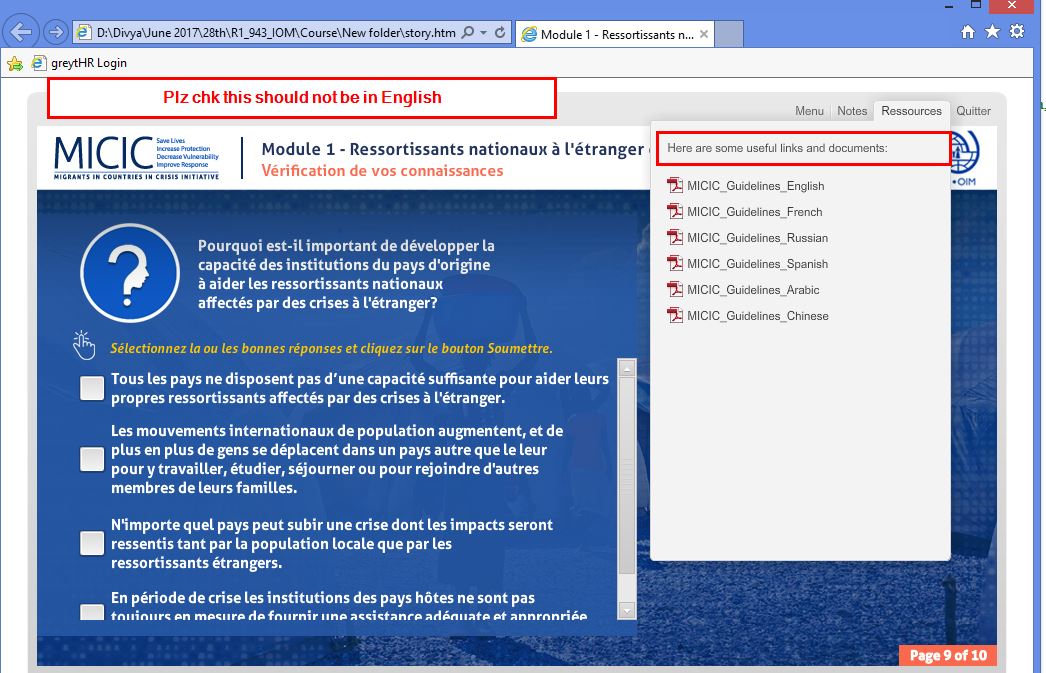 D:\Divya\June 2017\28th\R1_943_IOM\Course\New folder\story.htm
Module 1 - Ressortissants n...
greytHR Login
Plz chk this should not be in English
Menu
Notes
Ressources
Quitter
MICIC
Save Lives
Increase Protection
Decrease Vulnerability
Improve Response
MIGRANTS IN COUNTRIES IN CRISIS INITIATIVE
Module 1 - Ressortissants nationaux à l'étranger
Vérification de vos connaissances
Here are some useful links and documents:
• OIM
MICIC_Guidelines_English
MICIC_Guidelines_French
MICIC_Guidelines_Russian
MICIC_Guidelines_Spanish
MICIC_Guidelines_Arabic
MICIC_Guidelines_Chinese
Pourquoi est-il important de développer la
capacité des institutions du pays d'origine
à aider les ressortissants nationaux
affectés par des crises à l'étranger?
Sélectionnez la ou les bonnes réponses et cliquez sur le bouton Soumettre.
Tous les pays ne disposent pas d’une capacité suffisante pour aider leurs
propres ressortissants affectés par des crises à l'étranger.
Les mouvements internationaux de population augmentent, et de
plus en plus de gens se déplacent dans un pays autre que le leur
pour y travailler, étudier, séjourner ou pour rejoindre d'autres
membres de leurs familles.
N'importe quel pays peut subir une crise dont les impacts seront
ressentis tant par la population locale que par les
ressortissants étrangers.
En période de crise les institutions des pays hôtes ne sont pas
toujours en mesure de fournir une assistance adéquate et appropriée
Page 9 of 10